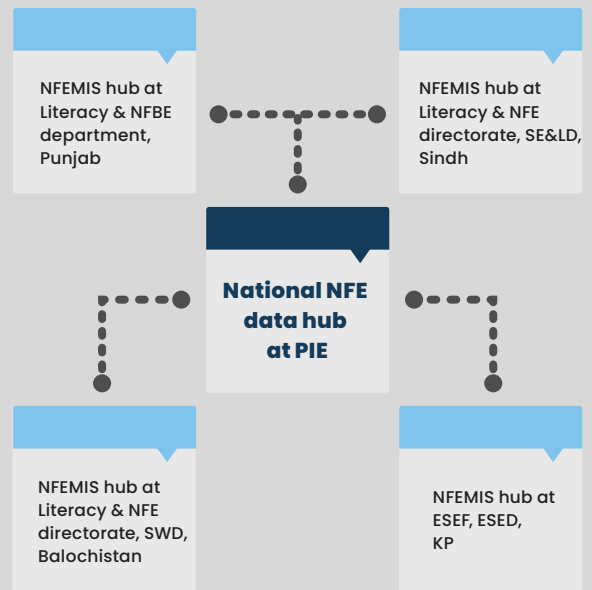 NFEMIS hub at
Literacy & NFBE
department,
Punjab
NFEMIS hub at
Literacy & NFE
directorate, SE&LD,
Sindh
National NFE
data hub
at PIE
NFEMIS hub at
Literacy & NFE
directorate, SWD,
Balochistan
NFEMIS hub at
ESEF, ESED,
KP